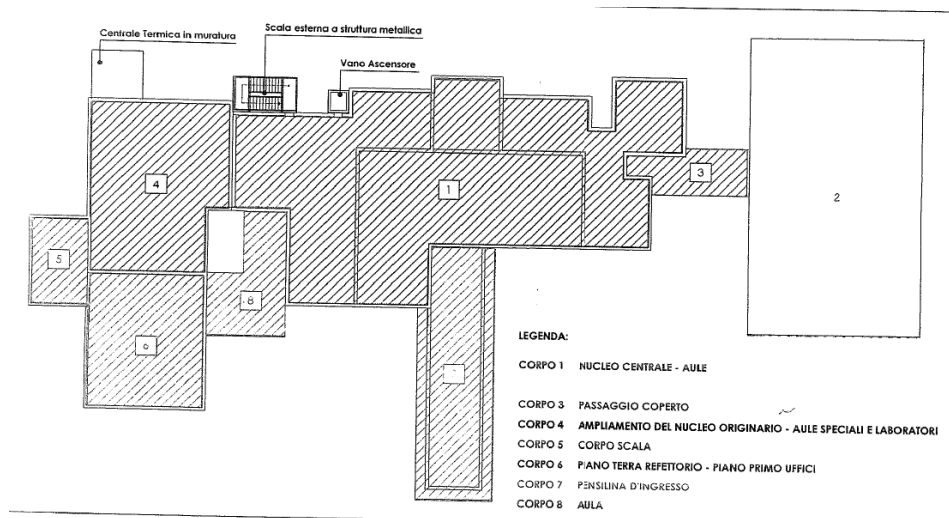 Scala esterna a struttura metallica
Centrale Termica in muratura
Vano Ascensore
4
1
3
2
5
8
6
LEGENDA:
CORPO 1 NUCLEO CENTRALE - AULE
CORPO 3 PASSAGGIO COPERTO
CORPO 4 AMPLIAMENTO DEL NUCLEO ORIGINARIO - AULE SPECIALI E LABORATORI
CORPO 5 CORPO SCALA
CORPO 6 PIANO TERRA REFETTORIO - PIANO PRIMO UFFICI
CORPO 7 PENSILINA D'INGRESSO
CORPO 8 AULA